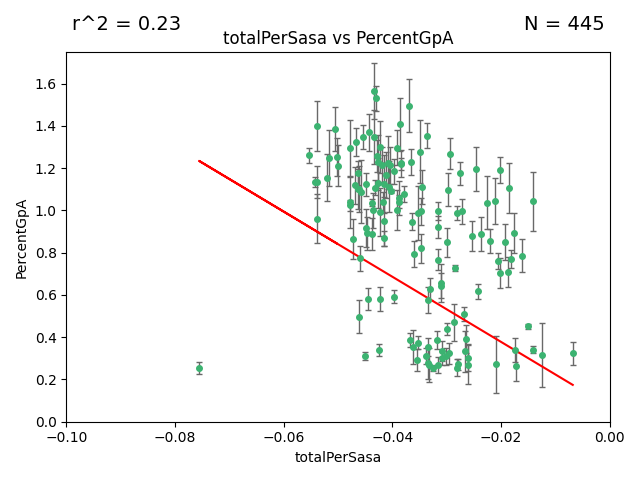 r^2 = 0.23
N = 445
totalPerSasa vs PercentGpA
PercentGpA
1.6
1.4
1.2
1.0
0.8
0.6
0.4
0.2
0.0
−0.10 −0.08 −0.06 −0.04 −0.02 0.00
totalPerSasa